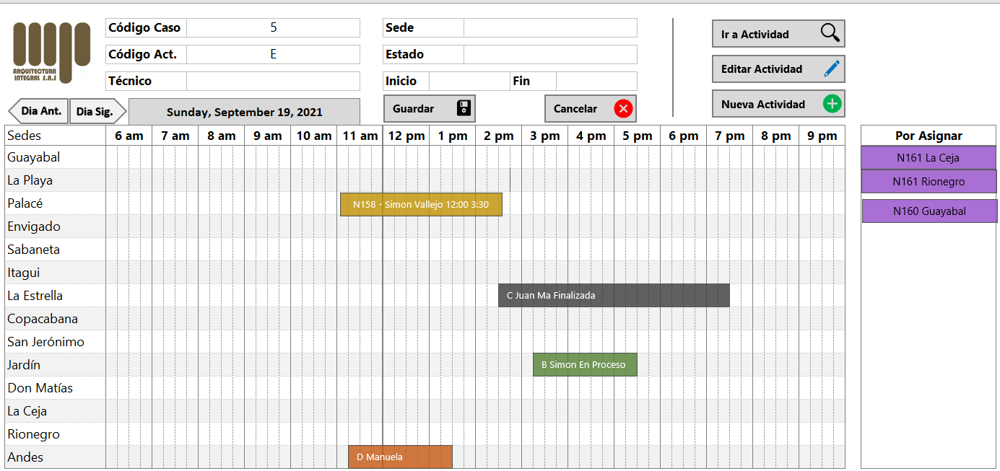 ARQUITECTURA
INTEGRAL S.A.S
Código Caso 5
Código Act. E
Técnico
Sede
Estado
Inicio Fin
Ir a Actividad
Editar Actividad
Nueva Actividad
Dia Ant. Dia Sig. Sunday, September 19, 2021 Guardar Cancelar
Sedes 6 am 7 am 8 am 9 am 10 am 11 am 12 pm 1 pm 2 pm 3 pm 4 pm 5 pm 6 pm 7 pm 8 pm 9 pm
Guayabal
La Playa
Palacé N158 - Simon Vallejo 12:00 3:30
Envigado
Sabaneta
Itagui
La Estrella C Juan Ma Finalizada
Copacabana
San Jerónimo
Jardín B Simon En Proceso
Don Matías
La Ceja
Rionegro
Andes D Manuela
Por Asignar
N161 La Ceja
N161 Rionegro
N160 Guayabal